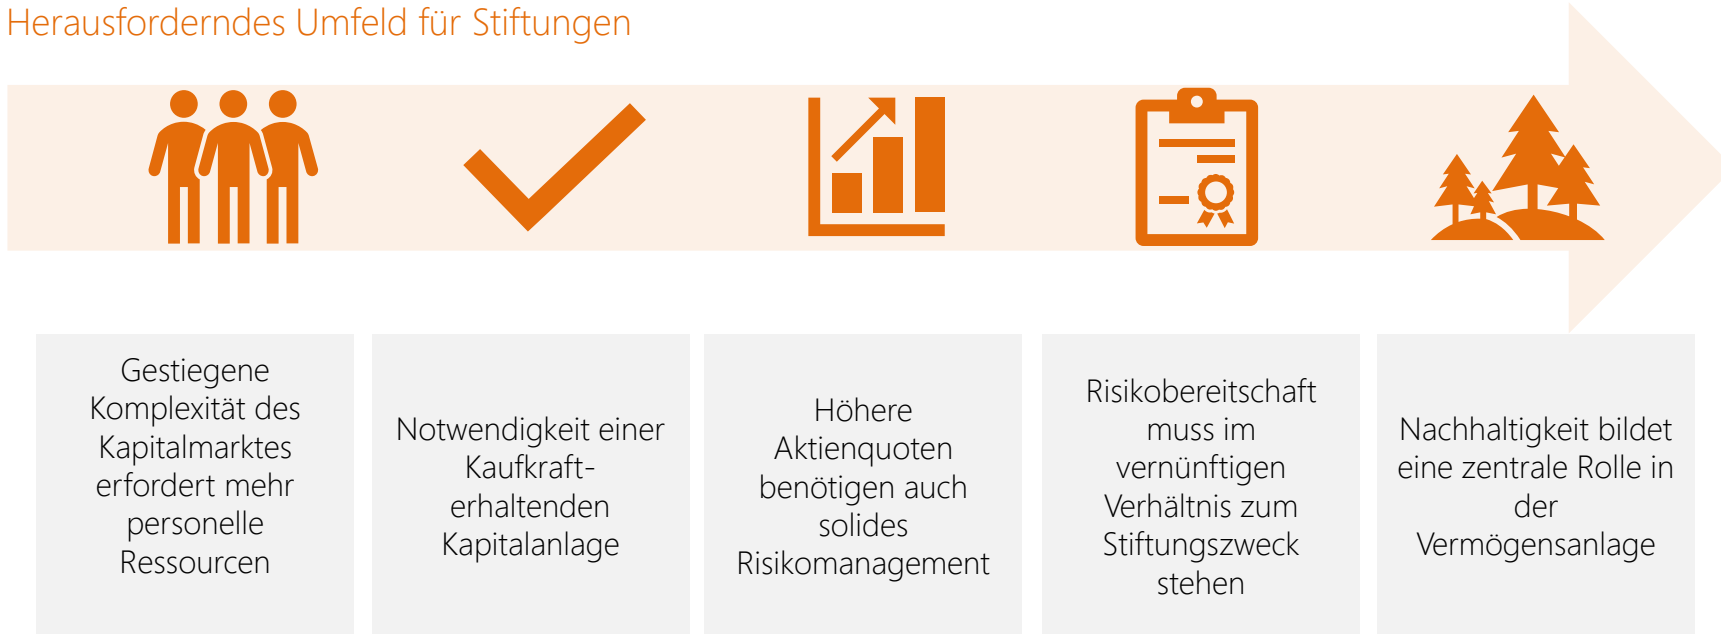 Herausforderndes Umfeld für Stiftungen
Gestiegene
Komplexität des
Kapitalmarktes
erfordert mehr
personelle
Ressourcen
Notwendigkeit einer
Kaufkraft-
erhaltenden
Kapitalanlage
Höhere
Aktienquoten
benötigen auch
solides
Risikomanagement
Risikobereitschaft
muss im
vernünftigen
Verhältnis zum
Stiftungszweck
stehen
Nachhaltigkeit bildet
eine zentrale Rolle in
der
Vermögensanlage